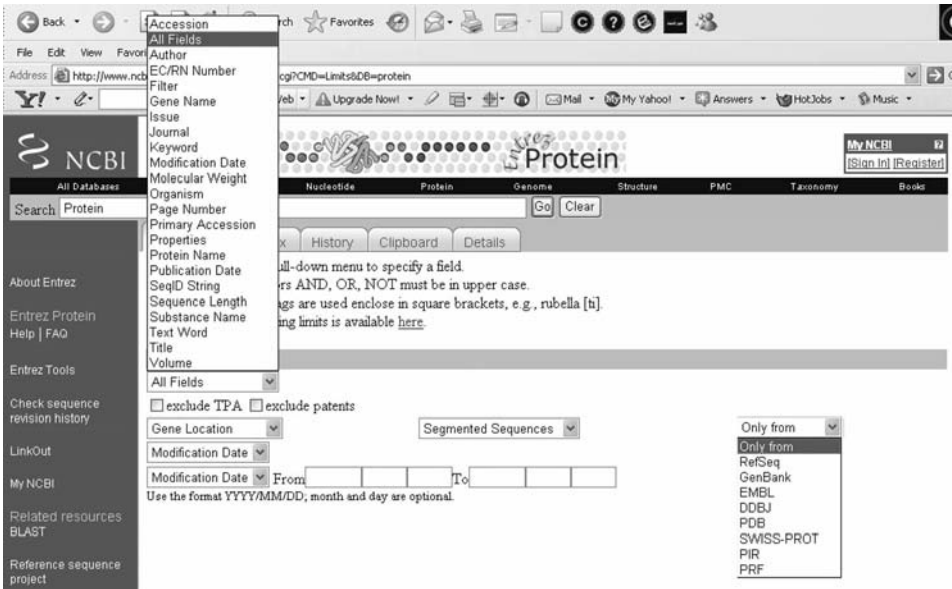 Back
rch
Favorites
File Edit View Favori
Address http://www.ncb
cgi?CMD=Limits&DB=protein
Y!
eb
Upgrade Now!
Mail
My Yahoo!
Answers
HotJobs
Music
Accession
All Fields
Author
EC/RN Number
Filter
Gene Name
Issue
Journal
Keyword
Modification Date
Molecular Weight
Organism
Page Number
Primary Accession
Properties
Protein Name
Publication Date
SeqID String
Sequence Length
Substance Name
Text Word
Title
Volume
NCBI
Entrez Protein
My NCBI
[Sign In] [Register]
All Databases Nucleotide Protein Genome Structure PMC Taxonomy Books
Search Protein Go Clear
x History Clipboard Details
ull-down menu to specify a field.
rs AND, OR, NOT must be in upper case.
gs are used enclose in square brackets, e.g., rubella [ti].
ing limits is available here.
About Entrez
Entrez Protein
Help | FAQ
Entrez Tools
Check sequence
revision history
LinkOut
My NCBI
Related resources
BLAST
Reference sequence
project
All Fields
exclude TPA exclude patents
Gene Location Segmented Sequences Only from
Modification Date
Modification Date From To
Use the format YYYY/MM/DD; month and day are optional.
Only from
RefSeq
GenBank
EMBL
DDBJ
PDB
SWISS-PROT
PIR
PRF